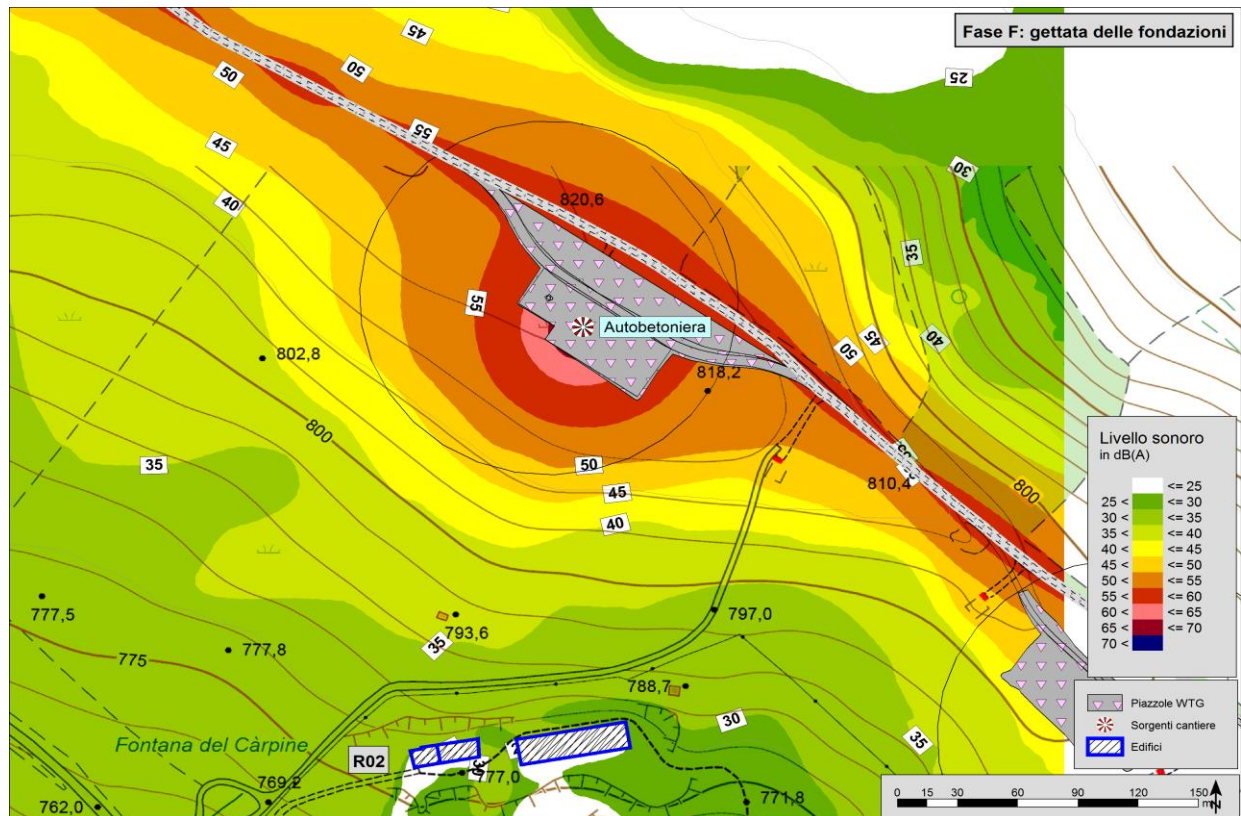 Fase F: gettata delle fondazioni
45
50
50
25
55
45
30
40
820,6
35
55
Autobetoniera
40
802,8
50
45
818,2
800
50
35
45
810,4
800
40
777,5
793,6
797,0
35
777,8
775
788,7
30
35
Fontana del Càrpine
R02
30
777,0
769,2
762,0
771,8
Livello sonoro
in dB(A)
<= 25
25 < <= 30
30 < <= 35
35 < <= 40
40 < <= 45
45 < <= 50
50 < <= 55
55 < <= 60
60 < <= 65
65 < <= 70
70 <
Piazzole WTG
Sorgenti cantiere
Edifici
0 15 30 60 90 120 150
m
N